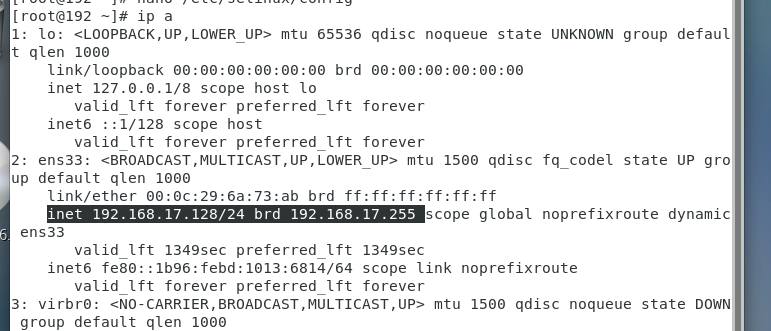 [root@192 ~]# nano /etc/selinux/config
[root@192 ~]# ip a
1: lo: <LOOPBACK,UP,LOWER_UP> mtu 65536 qdisc noqueue state UNKNOWN group defaul
t qlen 1000
    link/loopback 00:00:00:00:00:00 brd 00:00:00:00:00:00
    inet 127.0.0.1/8 scope host lo
       valid_lft forever preferred_lft forever
    inet6 ::1/128 scope host
       valid_lft forever preferred_lft forever
2: ens33: <BROADCAST,MULTICAST,UP,LOWER_UP> mtu 1500 qdisc fq_codel state UP gro
up default qlen 1000
    link/ether 00:0c:29:6a:73:ab brd ff:ff:ff:ff:ff:ff
    inet 192.168.17.128/24 brd 192.168.17.255 scope global noprefixroute dynamic
 ens33
       valid_lft 1349sec preferred_lft 1349sec
    inet6 fe80::1b96:febd:1013:6814/64 scope link noprefixroute
       valid_lft forever preferred_lft forever
3: virbr0: <NO-CARRIER,BROADCAST,MULTICAST,UP> mtu 1500 qdisc noqueue state DOWN
 group default qlen 1000